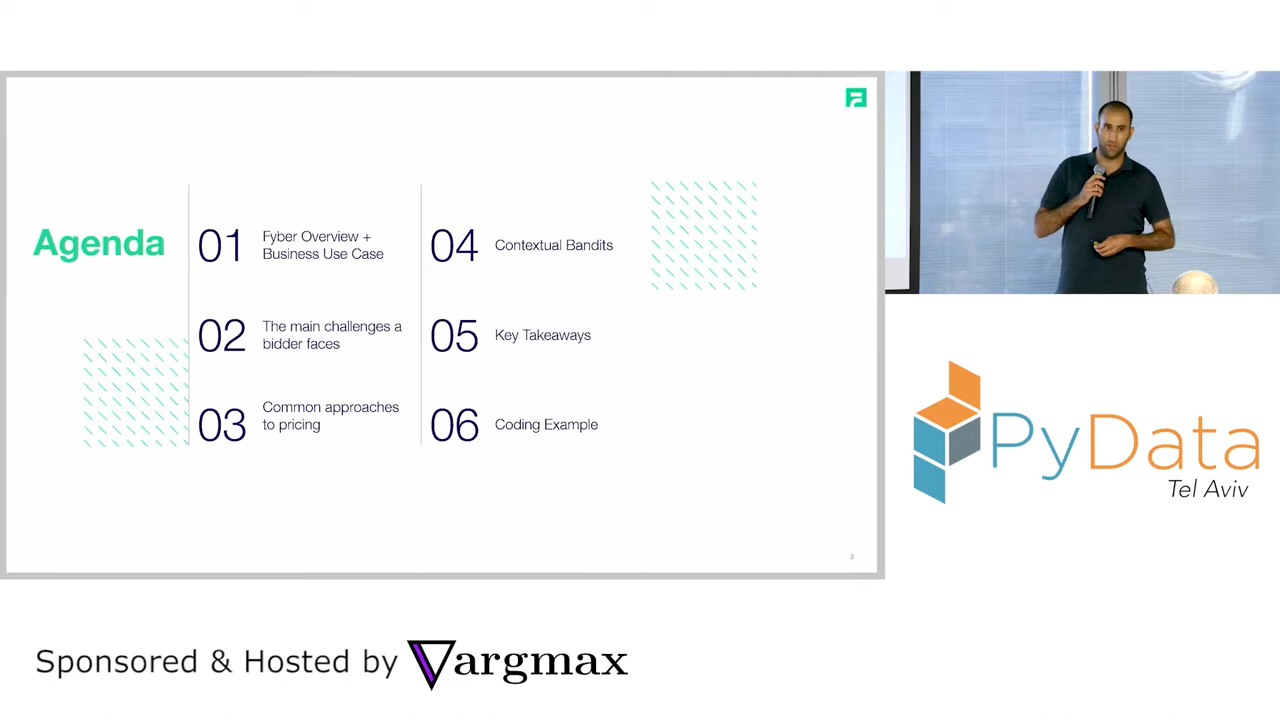 Agenda
01
Fyber Overview +
Business Use Case
02
The main challenges a
bidder faces
03
Common approaches
to pricing
04
Contextual Bandits
05
Key Takeaways
06
Coding Example
3
PyData
Tel Aviv
Sponsored & Hosted by argmax